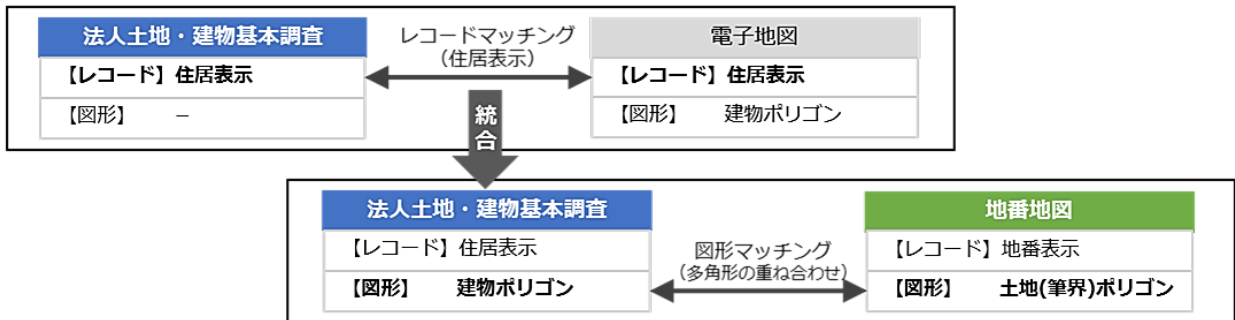 法人土地・建物基本調査
レコードマッチング
（住居表示）
電子地図
【レコード】住居表示
【レコード】住居表示
【図形】 －
【図形】 建物ポリゴン
統合
法人土地・建物基本調査
地番地図
【レコード】住居表示
図形マッチング
（多角形の重ね合わせ）
【レコード】地番表示
【図形】 建物ポリゴン
【図形】 土地(筆界)ポリゴン